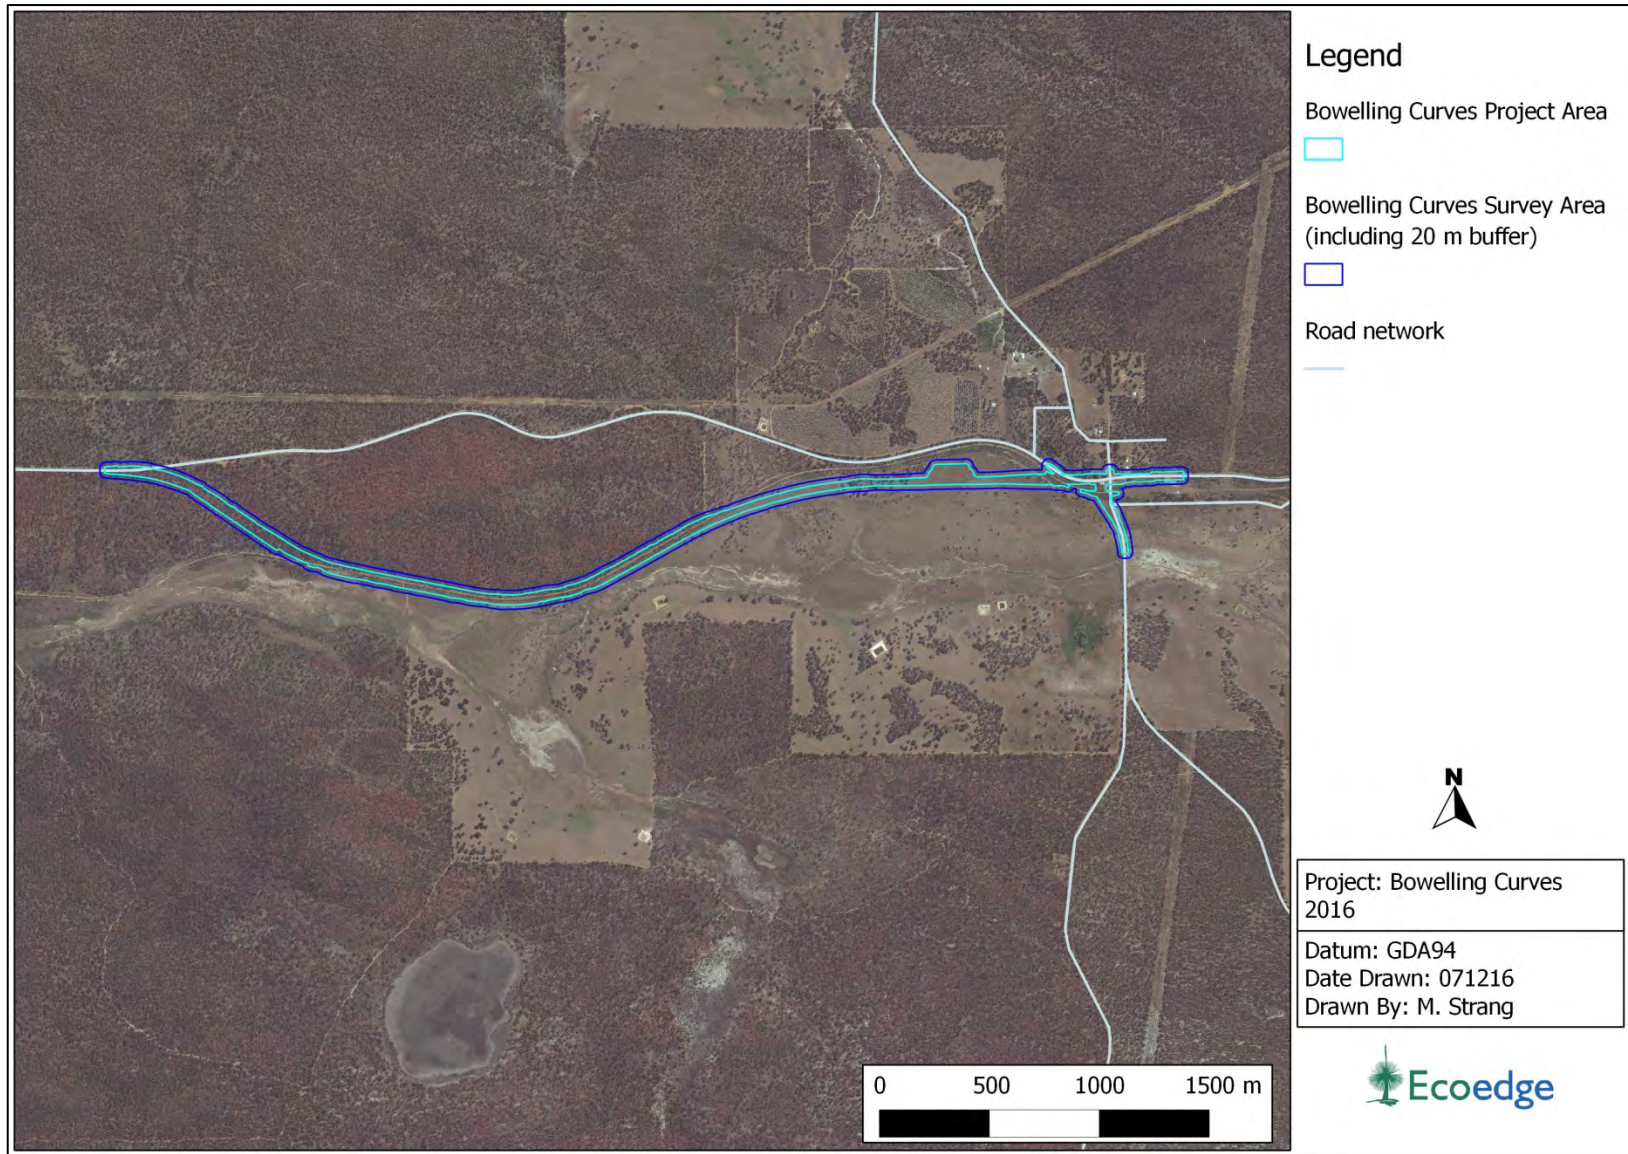 Legend
Bowelling Curves Project Area
Bowelling Curves Survey Area
(including 20 m buffer)
Road network
N
Project: Bowelling Curves
2016
Datum: GDA94
Date Drawn: 071216
Drawn By: M. Strang
0 500 1000 1500 m
Ecoedge